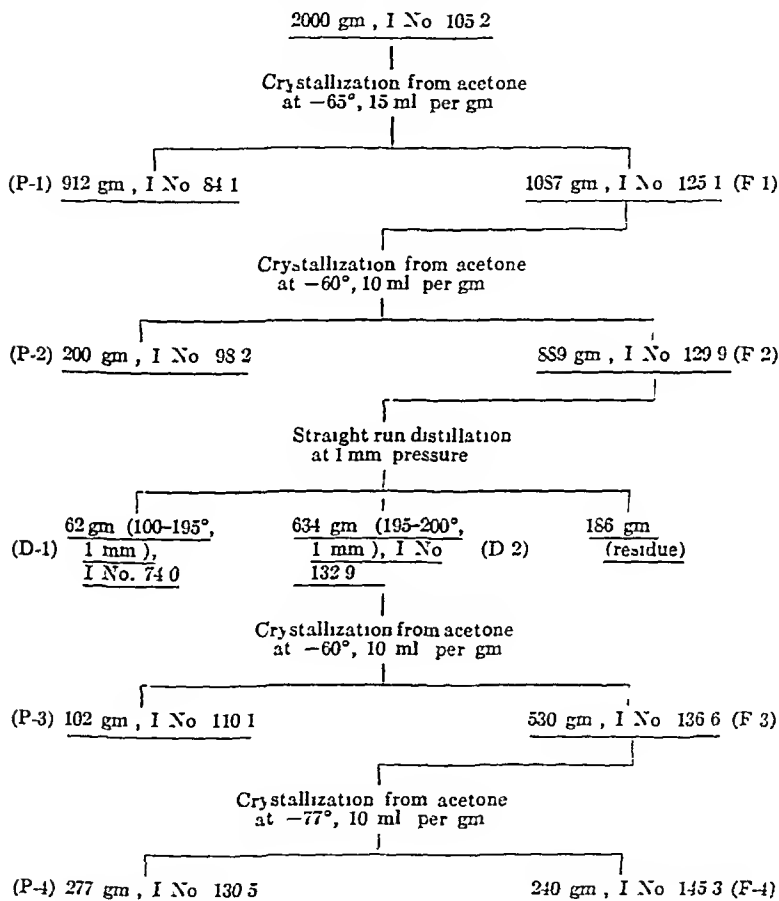 2000 gm , I No 105 2
Crystallization from acetone
at −65°, 15 ml per gm
(P-1) 912 gm , I No 84 1
1087 gm , I No 125 1 (F 1)
Crystallization from acetone
at −60°, 10 ml per gm
(P-2) 200 gm , I No 98 2
889 gm , I No 129 9 (F 2)
Straight run distillation
at 1 mm pressure
(D-1) 62 gm (100-195°,
1 mm ),
I No. 74 0
634 gm (195-200°,
1 mm ), I No
132 9
(D 2)
186 gm
(residue)
Crystallization from acetone
at −60°, 10 ml per gm
(P-3) 102 gm , I No 110 1
530 gm , I No 136 6 (F 3)
Crystallization from acetone
at −77°, 10 ml per gm
(P-4) 277 gm , I No 130 5
240 gm , I No 145 3 (F-4)